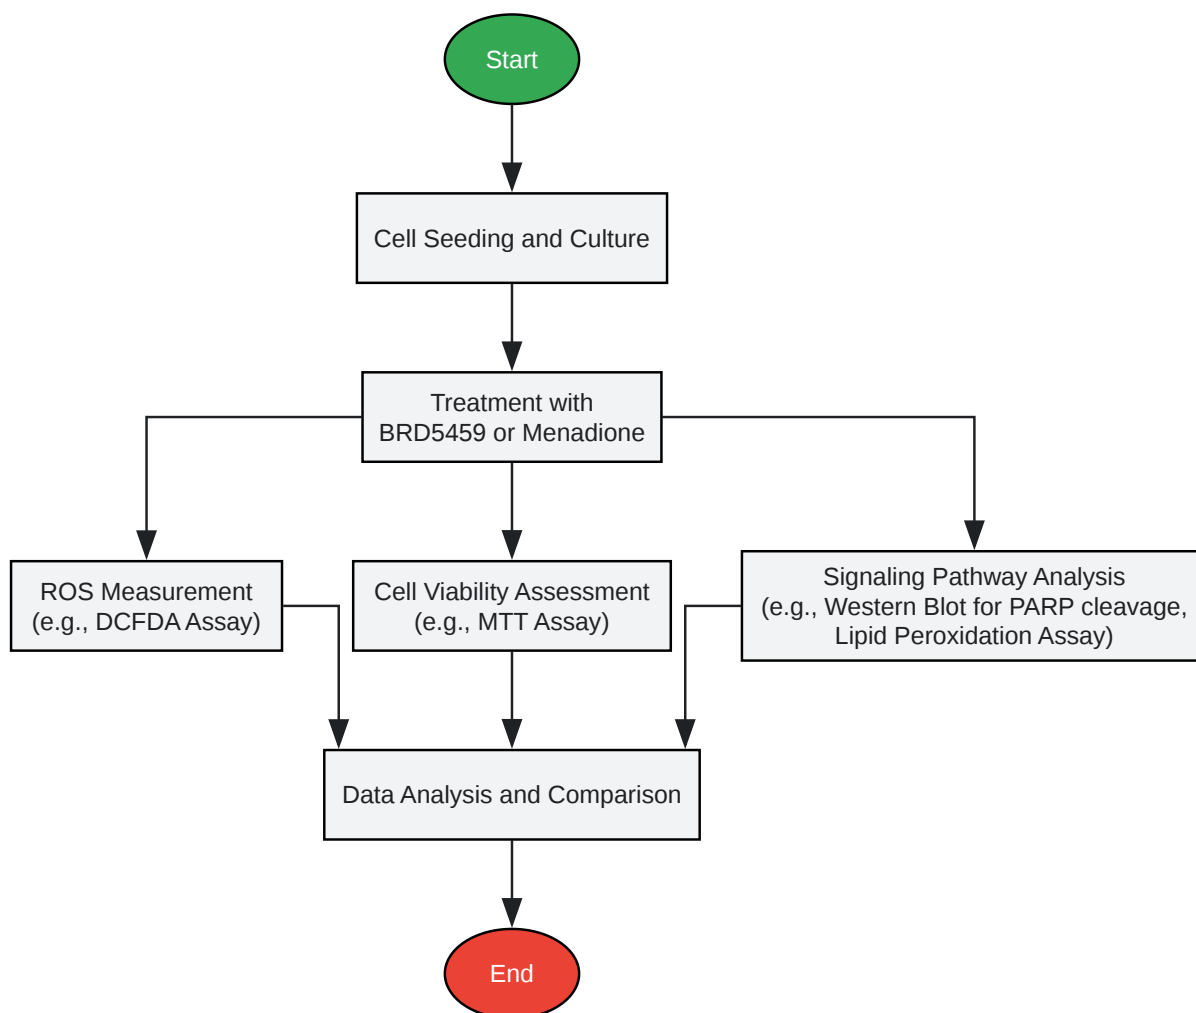 Start
Cell Seeding and Culture
Treatment with
BRD5459 or Menadione
ROS Measurement
(e.g., DCFDA Assay)
Cell Viability Assessment
(e.g., MTT Assay)
Signaling Pathway Analysis
(e.g., Western Blot for PARP cleavage,
Lipid Peroxidation Assay)
Data Analysis and Comparison
End